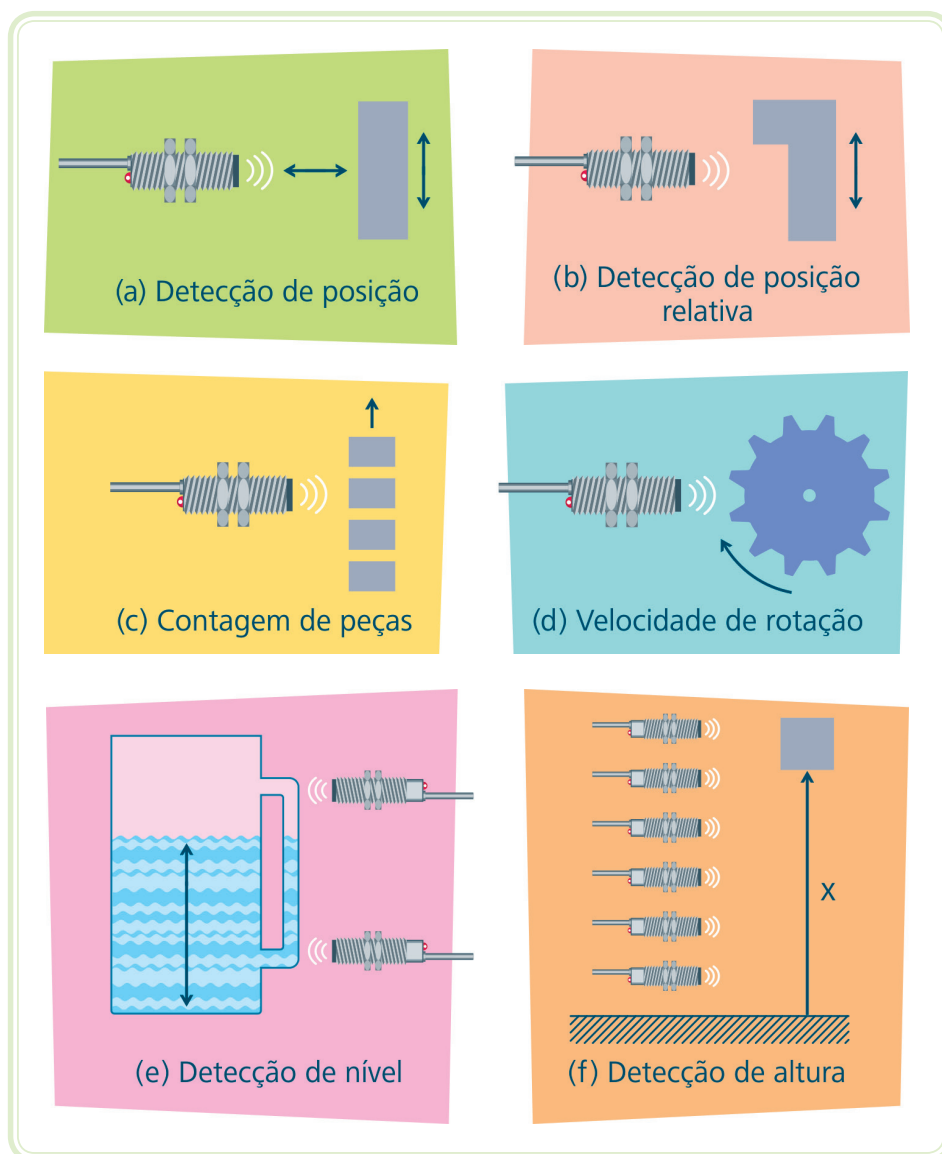 (a) Detecção de posição
(b) Detecção de posição
relativa
(c) Contagem de peças
(d) Velocidade de rotação
(e) Detecção de nível
X
(f) Detecção de altura